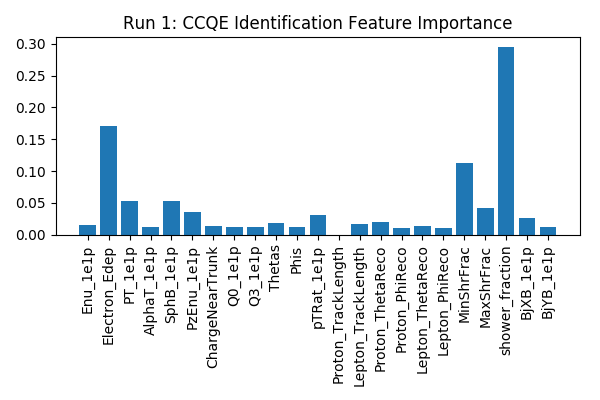 Run 1: CCQE Identification Feature Importance
0.30
0.25
0.20
0.15
0.10
0.05
0.00
Enu_1e1p
Electron_Edep
PT_1e1p
AlphaT_1e1p
SphB_1e1p
PzEnu_1e1p
ChargeNearTrunk
Q0_1e1p
Q3_1e1p
Thetas
Phis
pTRat_1e1p
Proton_TrackLength
Lepton_TrackLength
Proton_ThetaReco
Proton_PhiReco
Lepton_ThetaReco
Lepton_PhiReco
MinShrFrac
MaxShrFrac
shower_fraction
BjXB_1e1p
BjYB_1e1p